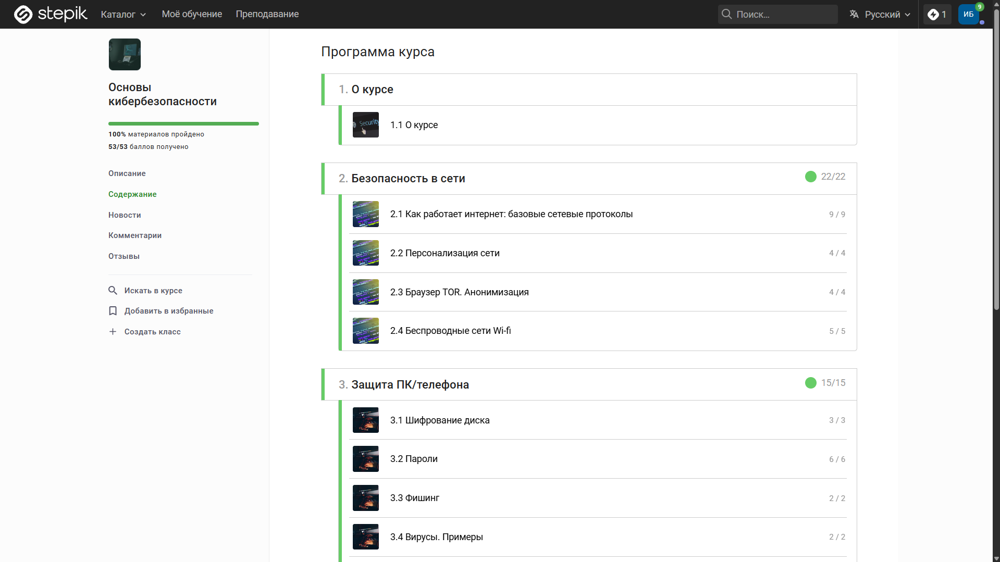 stepik
Каталог
Моё обучение
Преподавание
Поиск...
Русский
1
ИБ
9
Основы
кибербезопасности
100% материалов пройдено
53/53 баллов получено
Описание
Содержание
Новости
Комментарии
Отзывы
Искать в курсе
Добавить в избранные
Создать класс
Программа курса
1. О курсе
Security
1.1 О курсе
2. Безопасность в сети
22/22
2.1 Как работает интернет: базовые сетевые протоколы
9 / 9
2.2 Персонализация сети
4 / 4
2.3 Браузер TOR. Анонимизация
4 / 4
2.4 Беспроводные сети Wi-fi
5 / 5
3. Защита ПК/телефона
15/15
3.1 Шифрование диска
3 / 3
3.2 Пароли
6 / 6
3.3 Фишинг
2 / 2
3.4 Вирусы. Примеры
2 / 2